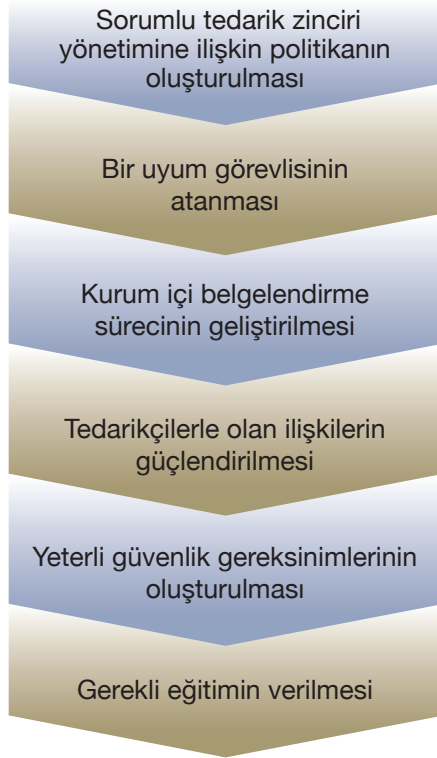 Sorumlu tedarik zinciri
yönetimine ilişkin politikanın
oluşturulması
Bir uyum görevlisinin
atanması
Kurum içi belgelendirme
sürecinin geliştirilmesi
Tedarikçilerle olan ilişkilerin
güçlendirilmesi
Yeterli güvenlik gereksinimlerinin
oluşturulması
Gerekli eğitimin verilmesi